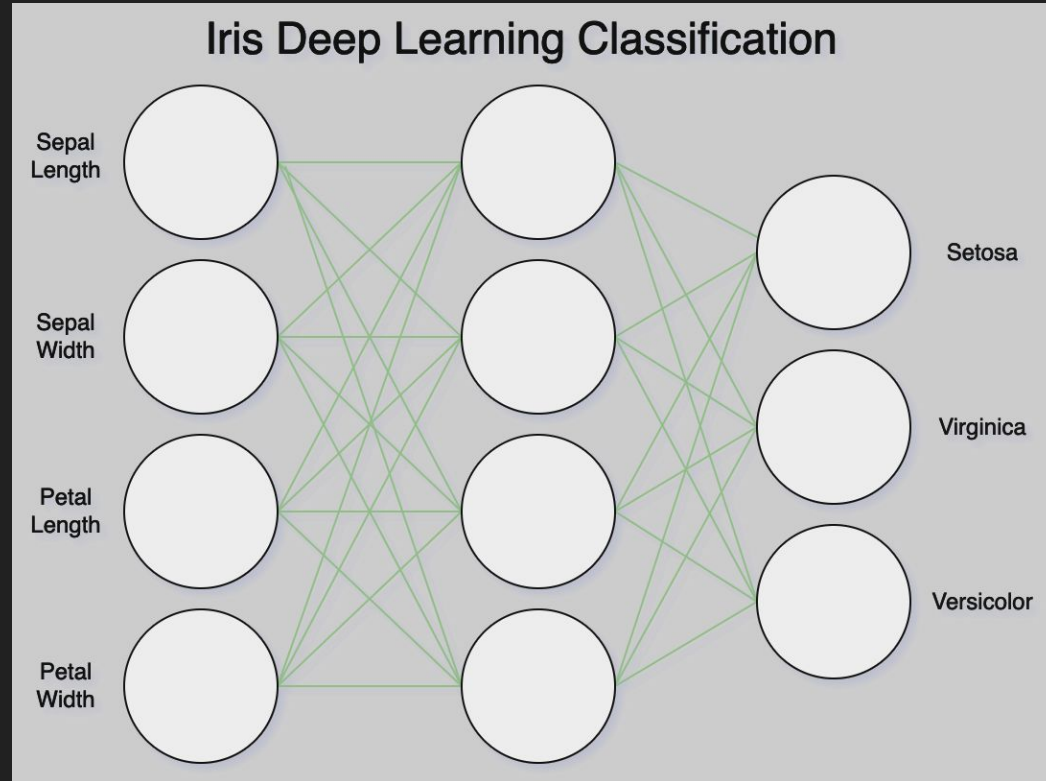 Iris Deep Learning Classification
Sepal
Length
Sepal
Width
Petal
Length
Petal
Width
Setosa
Virginica
Versicolor